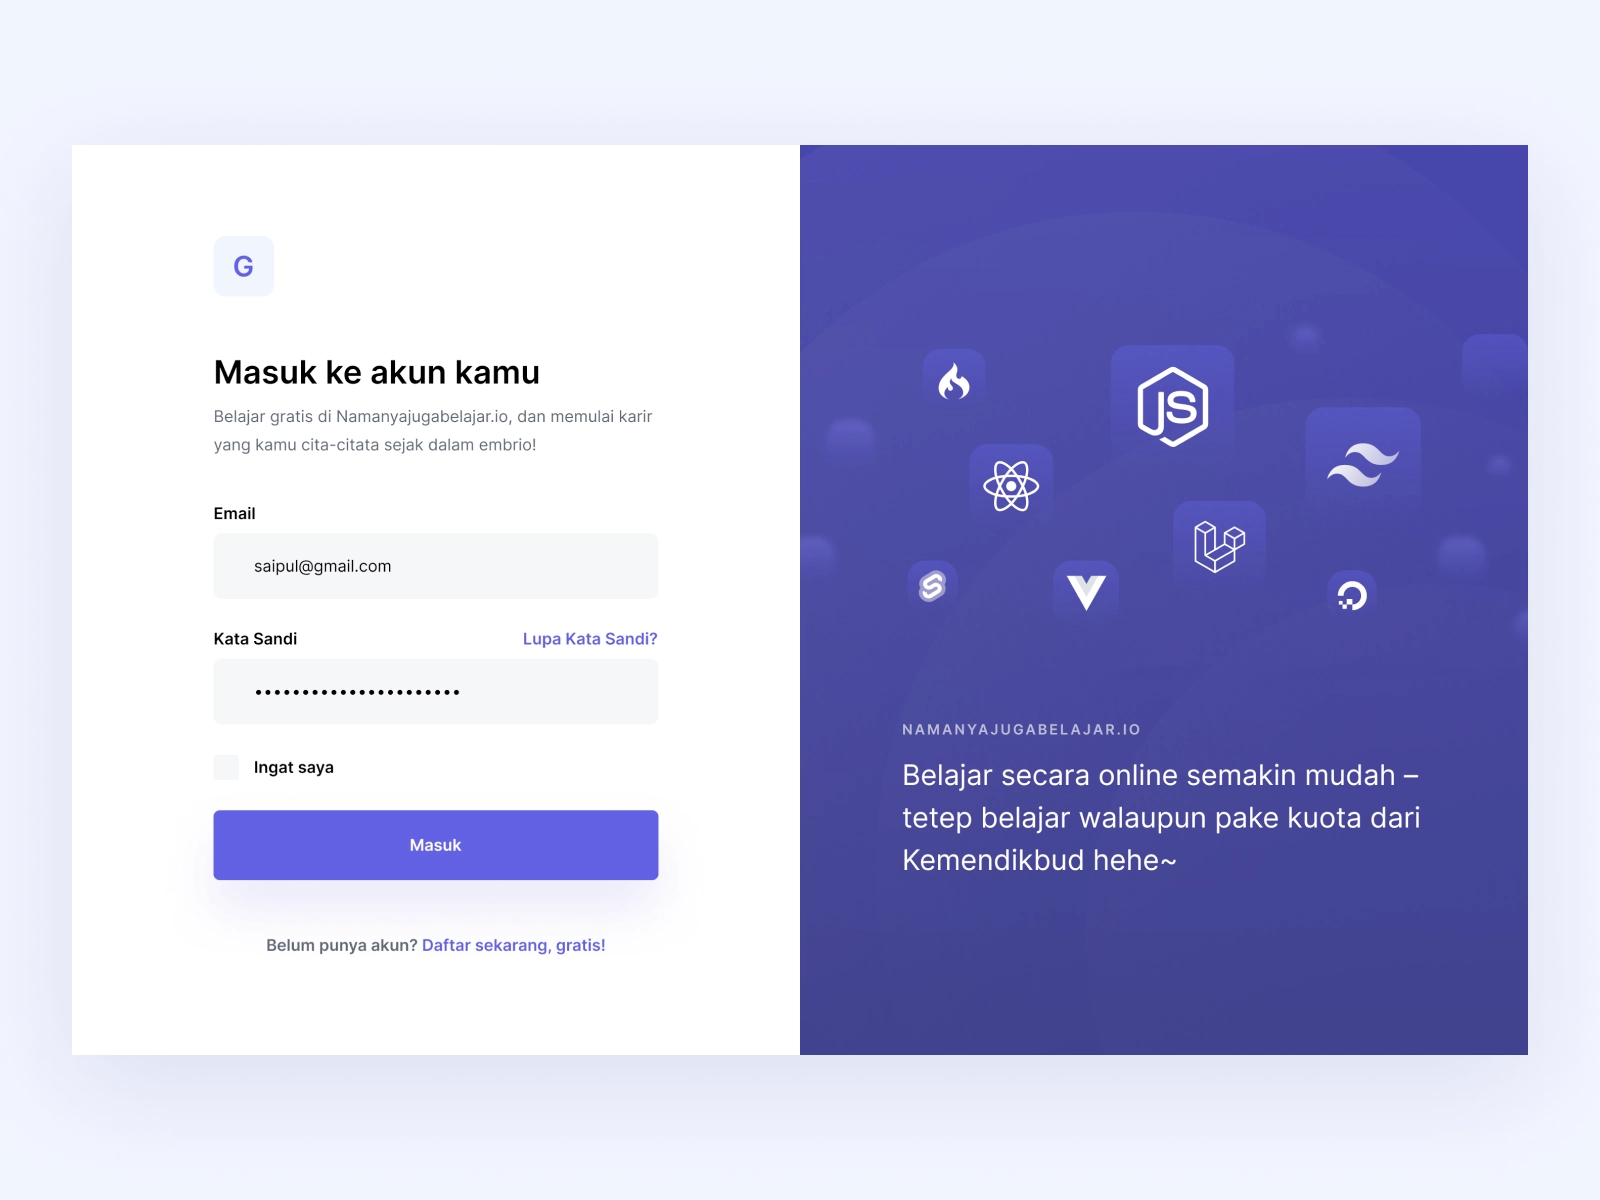 G
Masuk ke akun kamu
Belajar gratis di Namanyajugabelajar.io, dan memulai karir
yang kamu cita-citata sejak dalam embrio!
Email
saipul@gmail.com
Kata Sandi
Lupa Kata Sandi?
••••••••••••••••••••••
Ingat saya
Masuk
Belum punya akun? Daftar sekarang, gratis!
JS
NAMANYAJUGABELAJAR.IO
Belajar secara online semakin mudah –
tetep belajar walaupun pake kuota dari
Kemendikbud hehe~